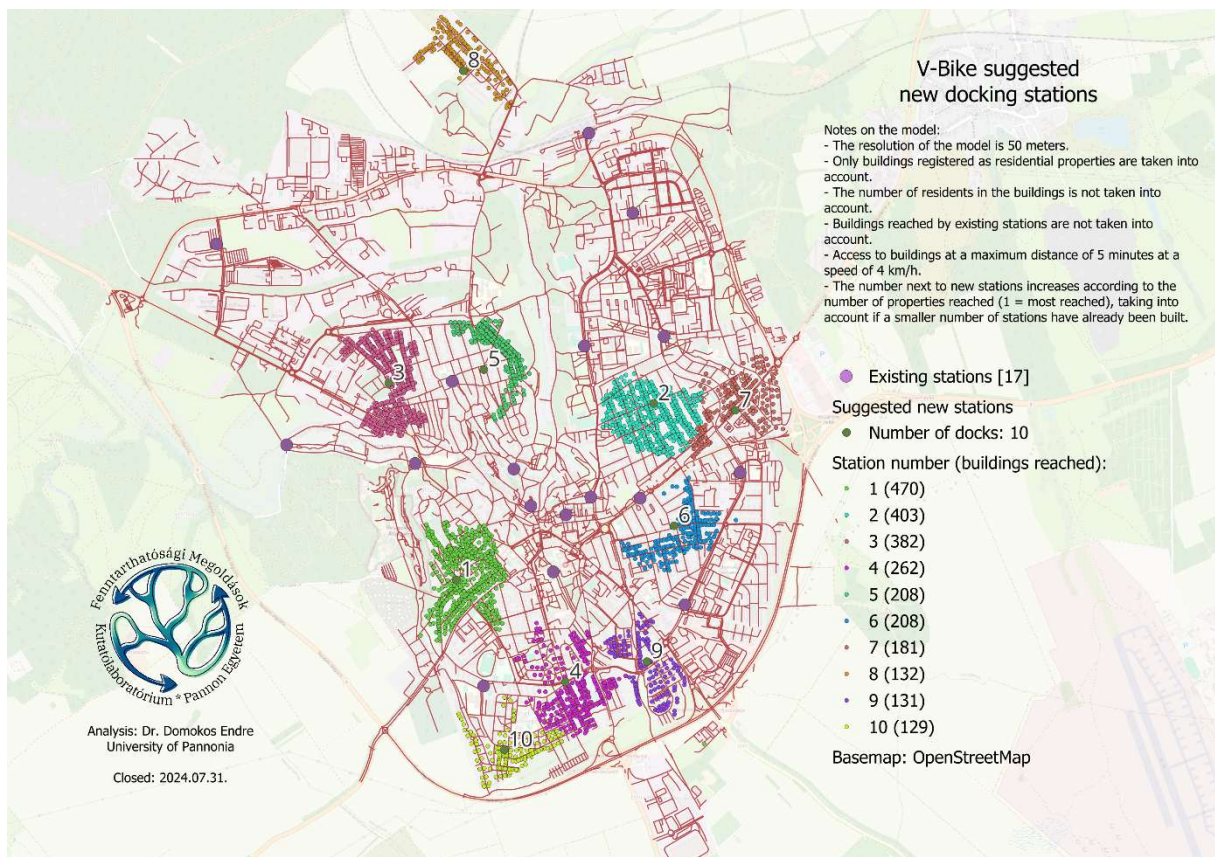 V-Bike suggested
new docking stations
Notes on the model:
- The resolution of the model is 50 meters.
- Only buildings registered as residential properties are taken into
account.
- The number of residents in the buildings is not taken into
account.
- Buildings reached by existing stations are not taken into
account.
- Access to buildings at a maximum distance of 5 minutes at a
speed of 4 km/h.
- The number next to new stations increases according to the
number of properties reached (1 = most reached), taking into
account if a smaller number of stations have already been built.
Existing stations [17]
Suggested new stations
Number of docks: 10
Station number (buildings reached):
1 (470)
2 (403)
3 (382)
4 (262)
5 (208)
6 (208)
7 (181)
8 (132)
9 (131)
10 (129)
Basemap: OpenStreetMap
8
5
3
2
7
6
1
9
4
10
Fenntarthatósági Megoldások
Kutatólaboratórium * Pannon Egyetem
Analysis: Dr. Domokos Endre
University of Pannonia
Closed: 2024.07.31.